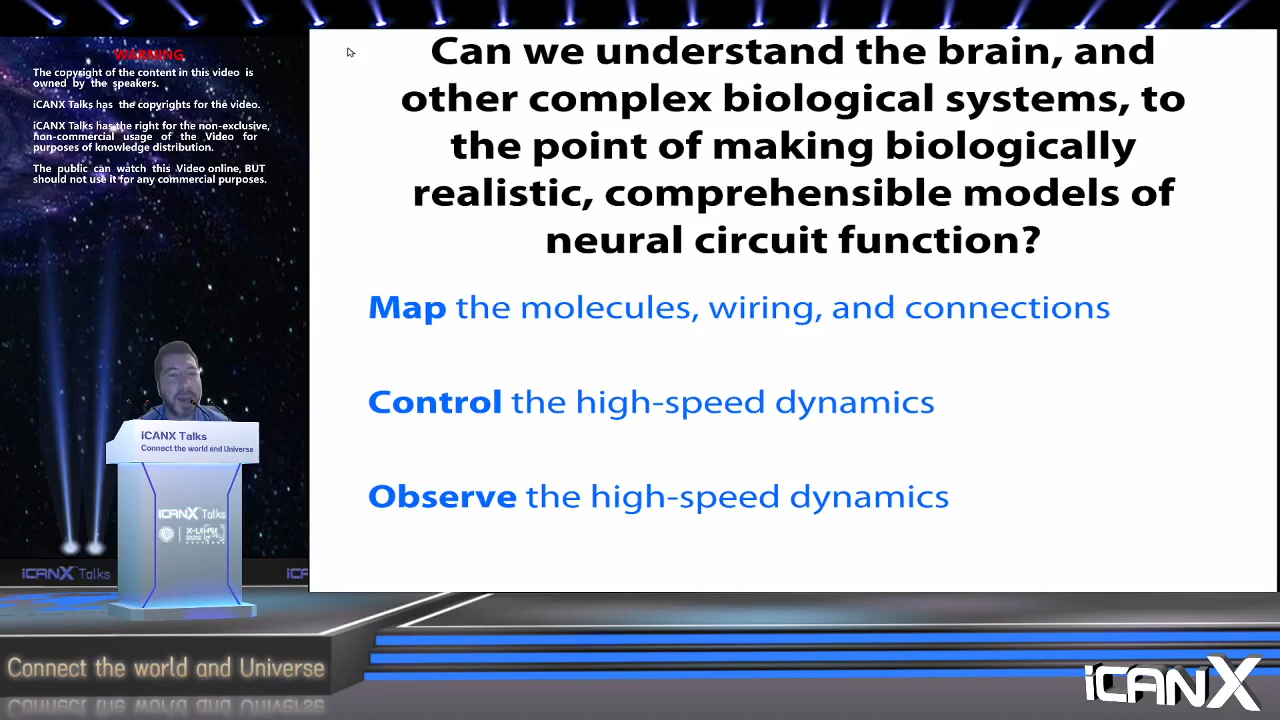 WARNING
The copyright of the content in this video is
owned by the speakers.
iCANX Talks has the copyrights for the video.
iCANX Talks has the right for the non-exclusive,
non-commercial usage of the Video for
purposes of knowledge distribution.
The public can watch this Video online, BUT
should not use it for any commercial purposes.
Can we understand the brain, and
other complex biological systems, to
the point of making biologically
realistic, comprehensible models of
neural circuit function?
Map the molecules, wiring, and connections
Control the high-speed dynamics
Observe the high-speed dynamics
iCANX Talks
Connect the world end Universe
iCANX Talks
iCANX Talks
iC
Connect the world and Universe
iCANX